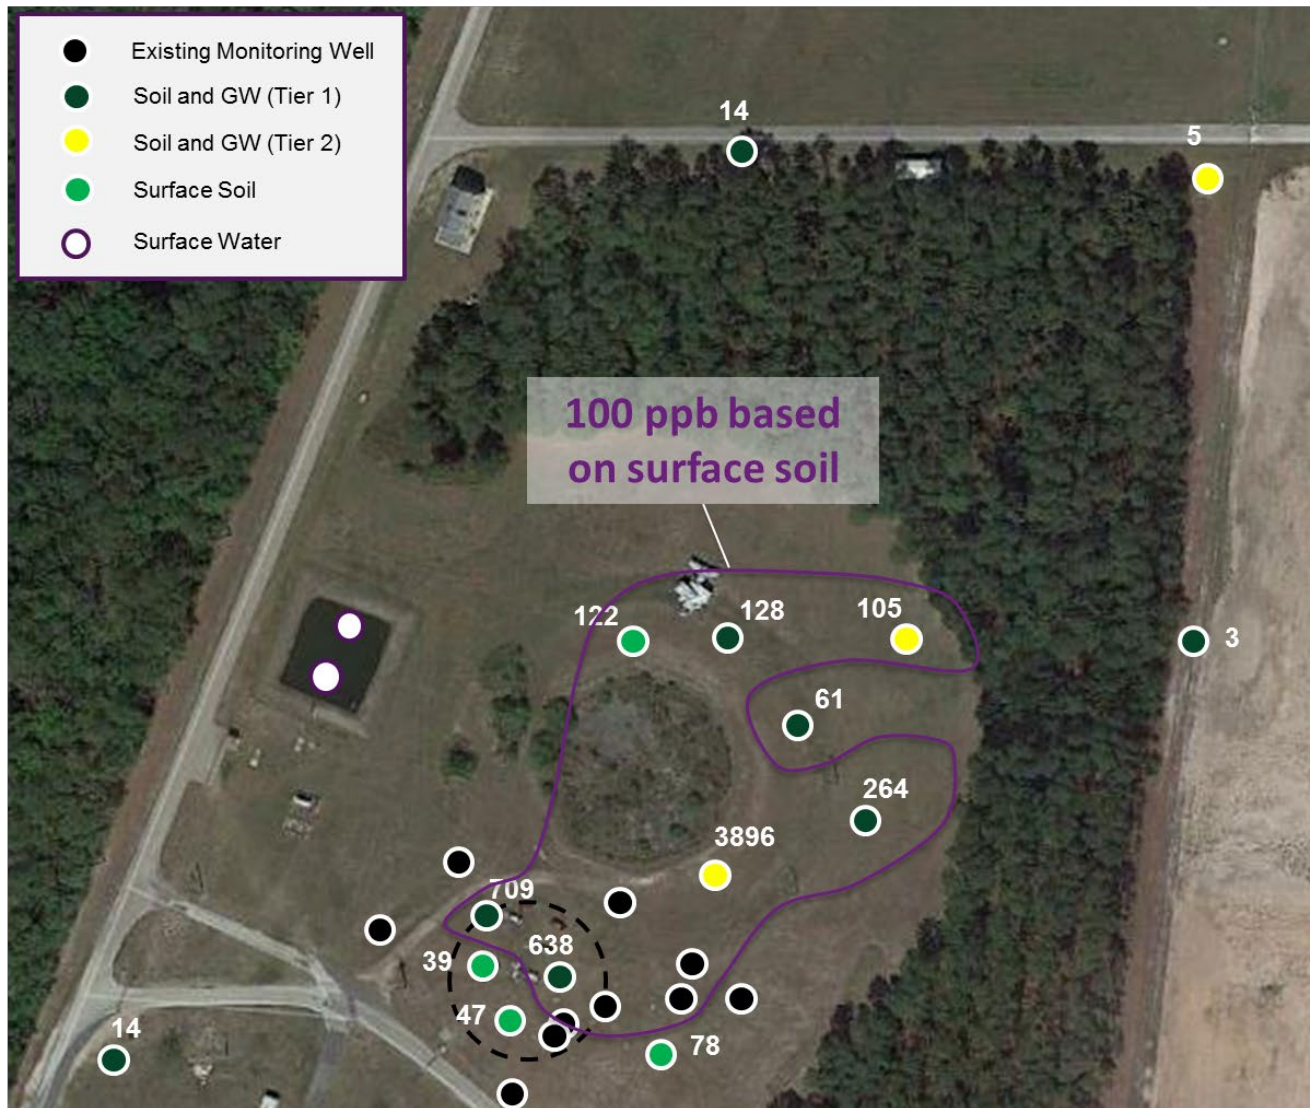 Existing Monitoring Well
Soil and GW (Tier 1)
Soil and GW (Tier 2)
Surface Soil
Surface Water
14
5
100 ppb based
on surface soil
122
128
105
3
61
264
3896
709
638
39
47
14
78